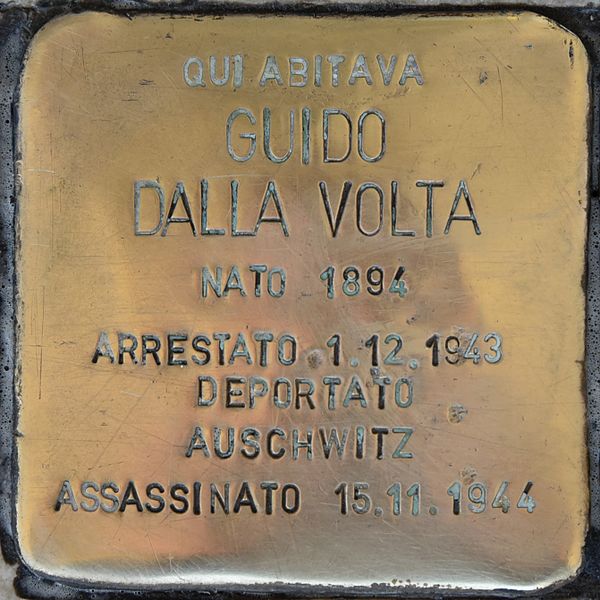 QUI ABITAVA
GUIDO
DALLA VOLTA
NATO 1894
ARRESTATO 1.12.1943
DEPORTATO
AUSCHWITZ
ASSASSINATO 15.11.1944